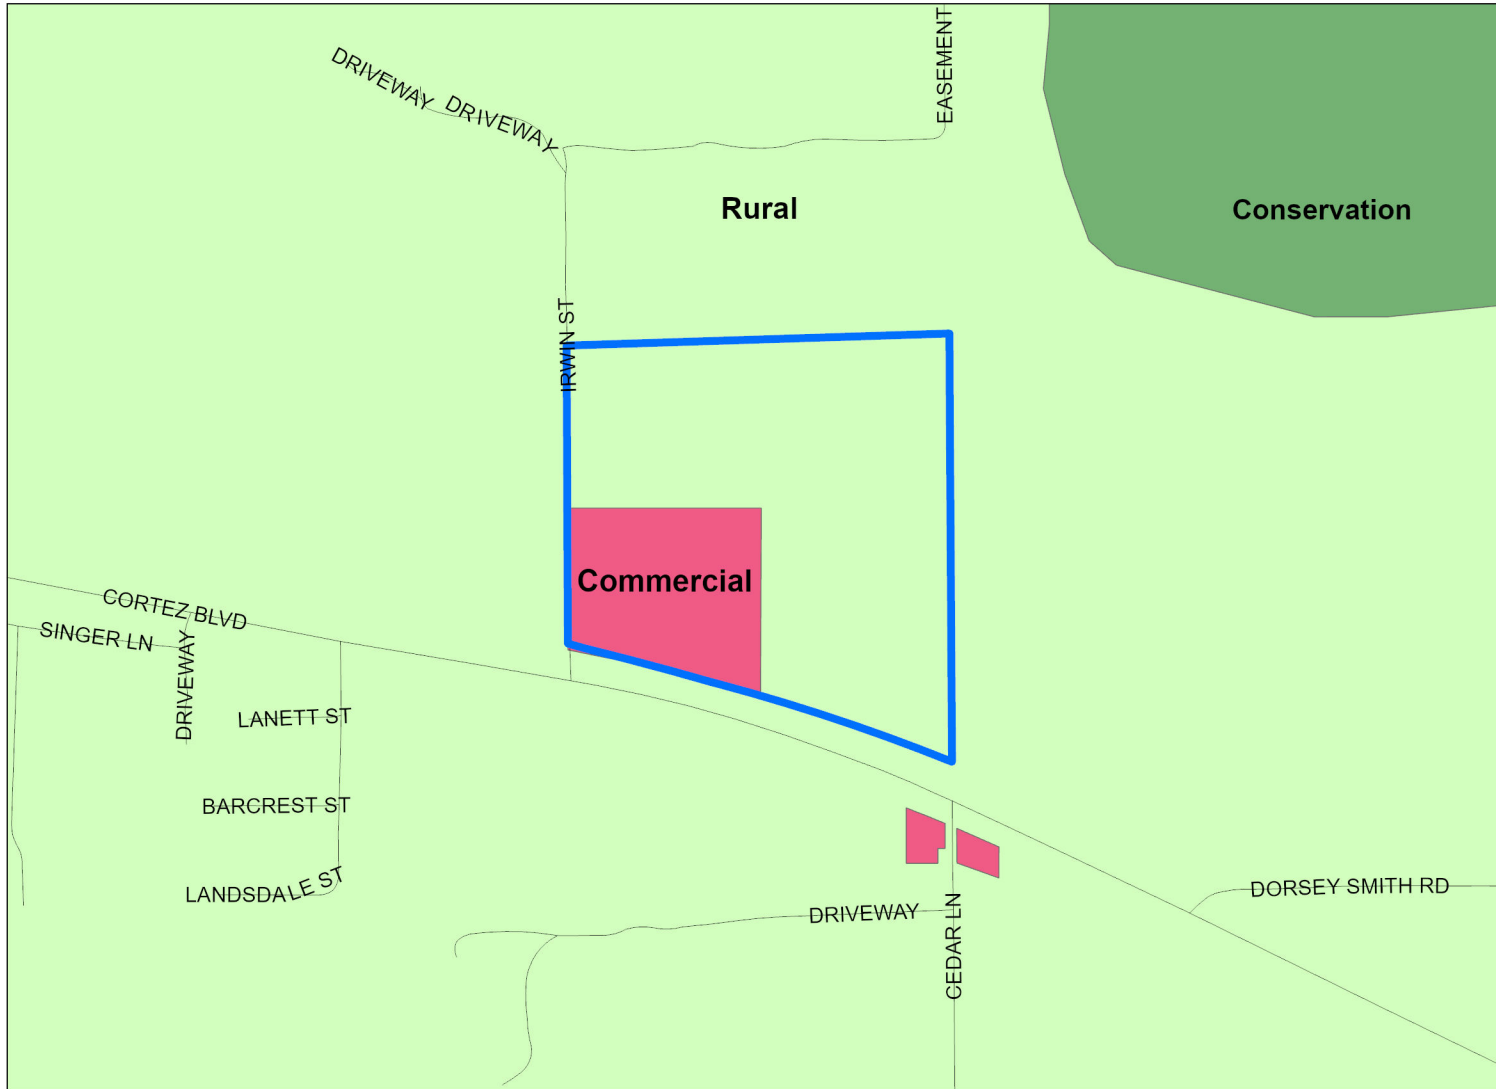 EASEMENT
DRIVEWAY
DRIVEWAY
Rural
Conservation
IRWIN ST
Commercial
CORTEZ BLVD
SINGER LN
DRIVEWAY
LANETT ST
BARCREST ST
LANDSDALE ST
DRIVEWAY
CEDAR LN
DORSEY SMITH RD